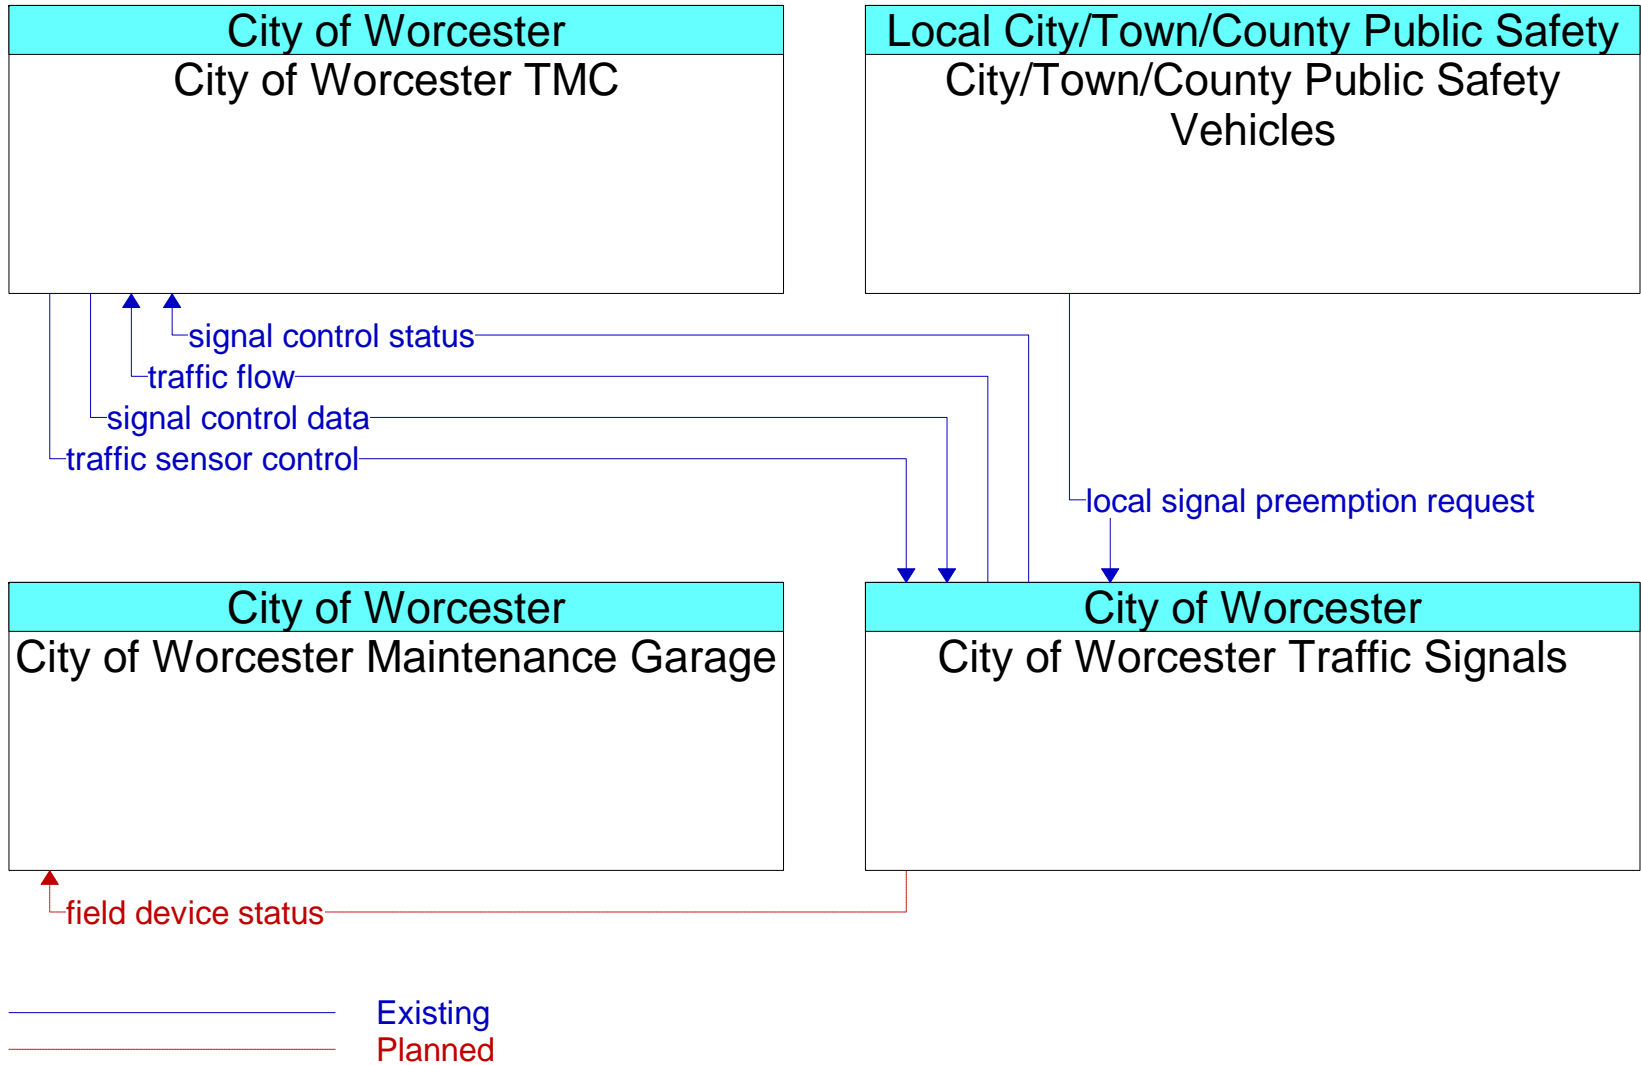 City of Worcester
City of Worcester TMC
Local City/Town/County Public Safety
City/Town/County Public Safety
Vehicles
signal control status
traffic flow
signal control data
traffic sensor control
local signal preemption request
City of Worcester
City of Worcester Maintenance Garage
City of Worcester
City of Worcester Traffic Signals
field device status
Existing
Planned